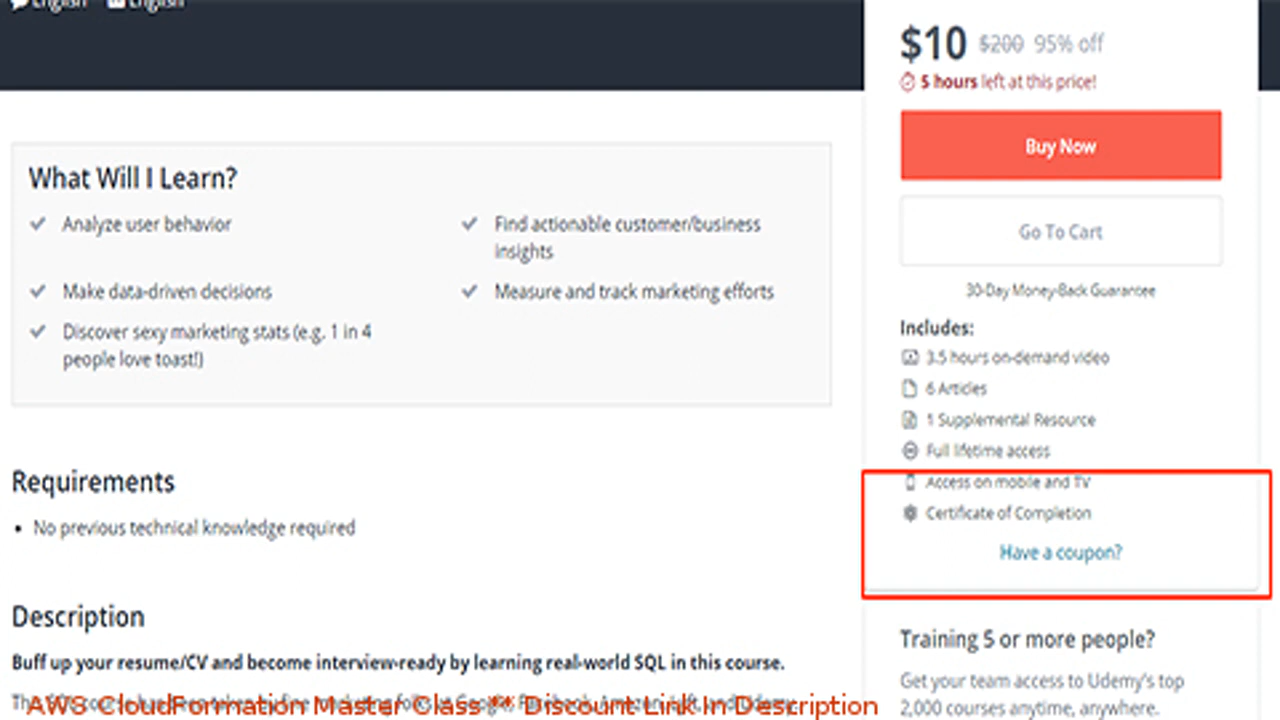 English English
What Will I Learn?
Analyze user behavior
Find actionable customer/business
insights
Make data-driven decisions
Measure and track marketing efforts
Discover sexy marketing stats (e.g. 1 in 4
people love toast!)
Requirements
• No previous technical knowledge required
Description
Buff up your resume/CV and become interview-ready by learning real-world SQL in this course.
AWS CloudFormation Master Class ** Discount Link In Description
$10 $200 95% off
5 hours left at this price!
Buy Now
Go To Cart
30-Day Money-Back Guarantee
Includes:
3.5 hours on-demand video
6 Articles
1 Supplemental Resource
Full lifetime access
Access on mobile and TV
Certificate of Completion
Have a coupon?
Training 5 or more people?
Get your team access to Udemy's top
2,000 courses anytime, anywhere.